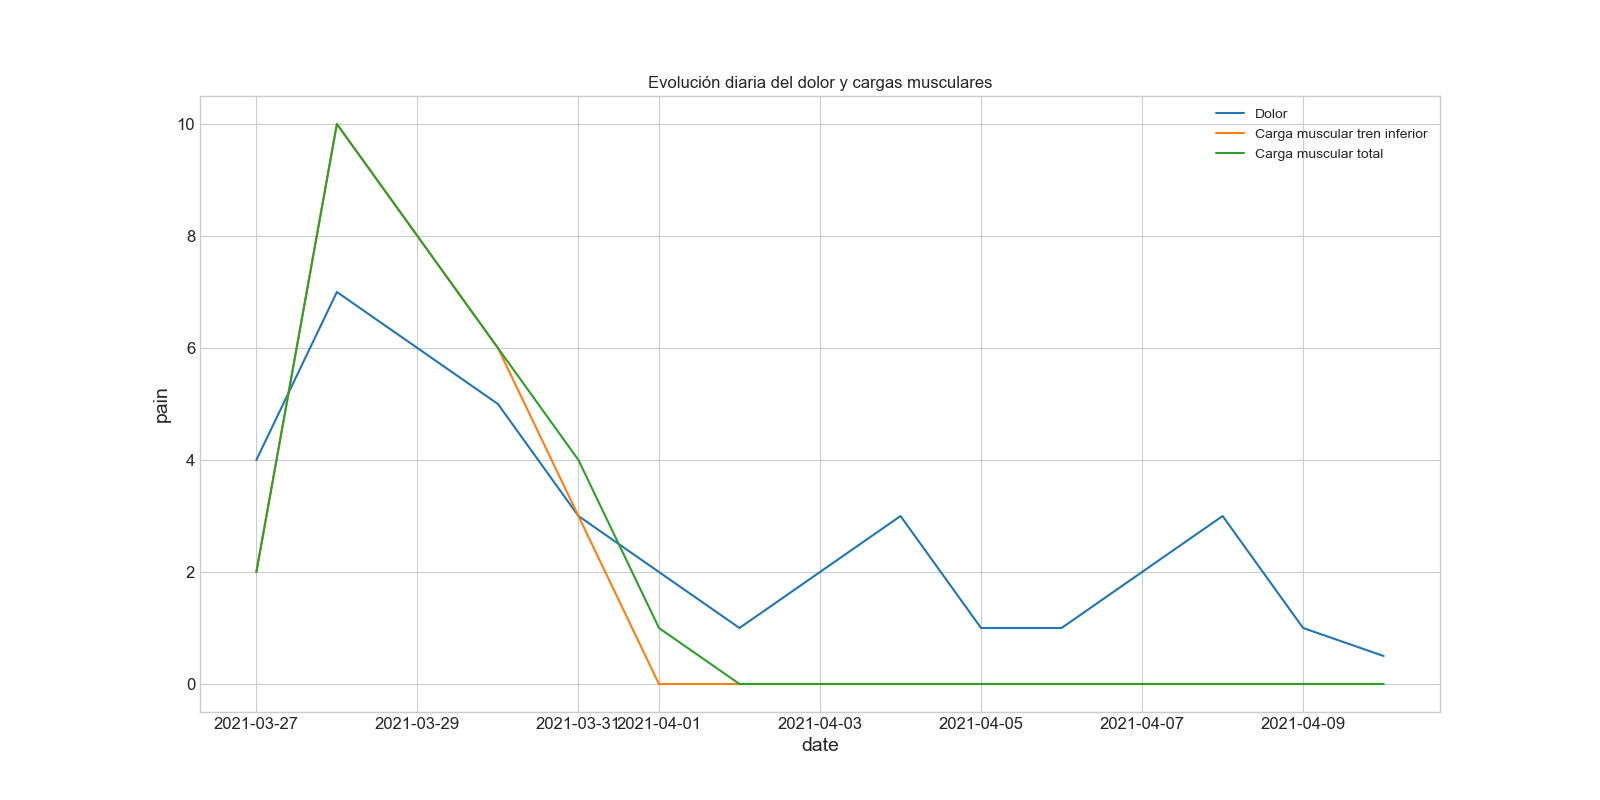 Evolución diaria del dolor y cargas musculares
Dolor
Carga muscular tren inferior
Carga muscular total
10
8
6
4
2
0
pain
2021-03-27 2021-03-29 2021-03-31 2021-04-01 2021-04-03 2021-04-05 2021-04-07 2021-04-09
date